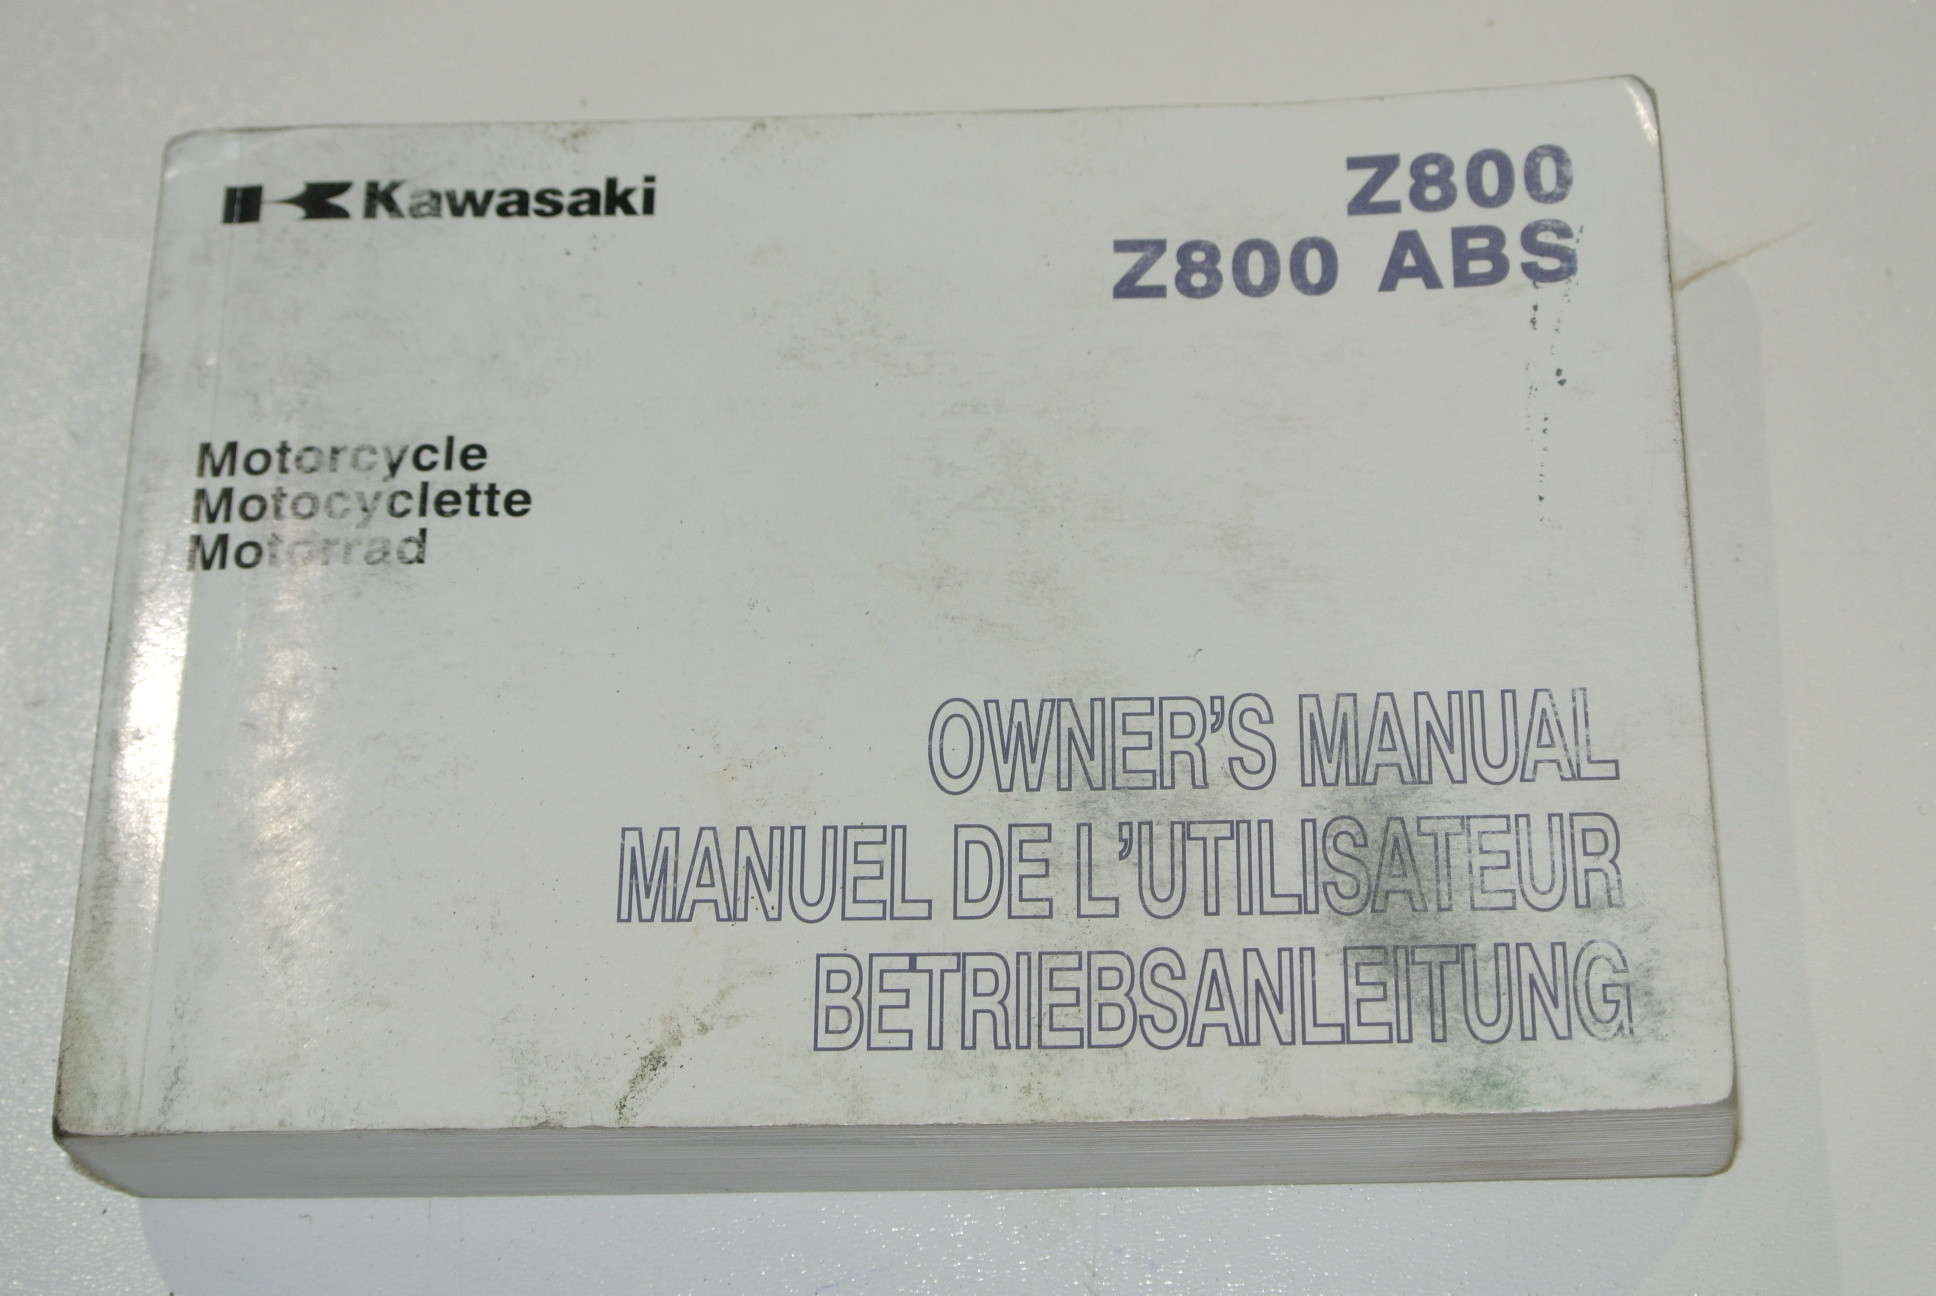 Kawasaki
Z800
Z800 ABS
Motorcycle
Motocyclette
Motorrad
OWNER'S MANUAL
MANUEL DE L'UTILISATEUR
BETRIEBSANLEITUNG